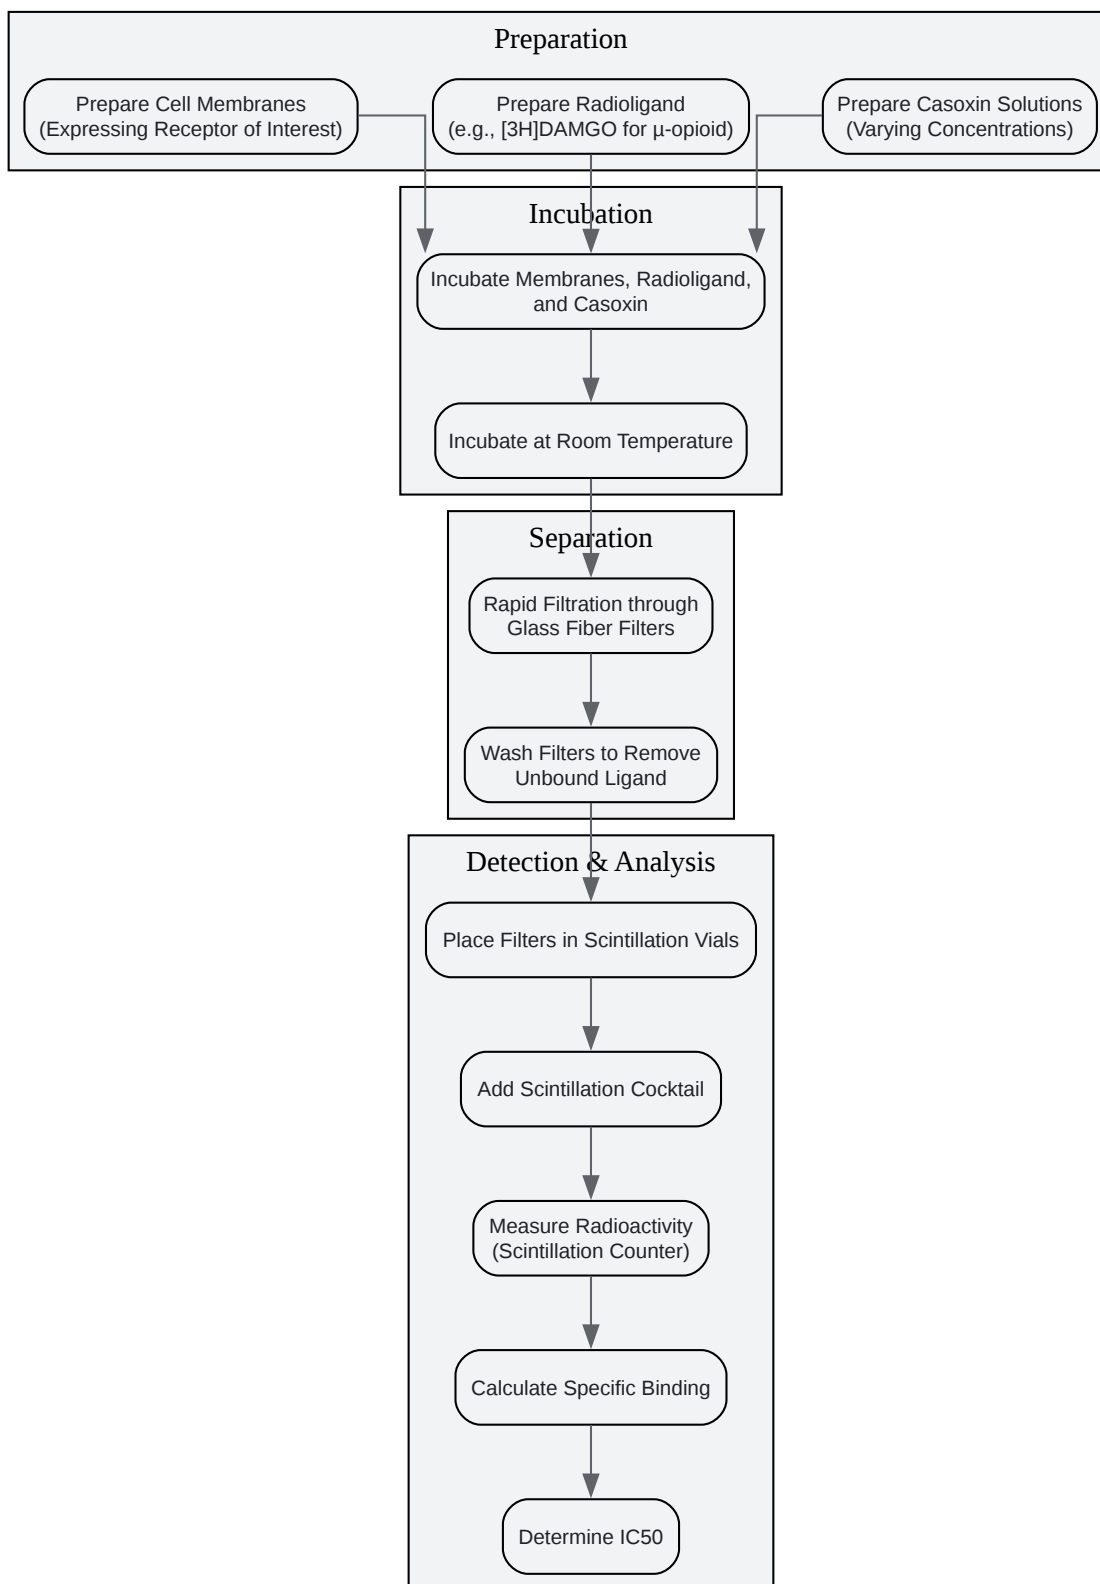 Preparation
Prepare Cell Membranes
(Expressing Receptor of Interest)
Prepare Radioligand
(e.g., [3H]DAMGO for µ-opioid)
Prepare Casoxin Solutions
(Varying Concentrations)
Incubation
Incubate Membranes, Radioligand,
and Casoxin
Incubate at Room Temperature
Separation
Rapid Filtration through
Glass Fiber Filters
Wash Filters to Remove
Unbound Ligand
Detection & Analysis
Place Filters in Scintillation Vials
Add Scintillation Cocktail
Measure Radioactivity
(Scintillation Counter)
Calculate Specific Binding
Determine IC50